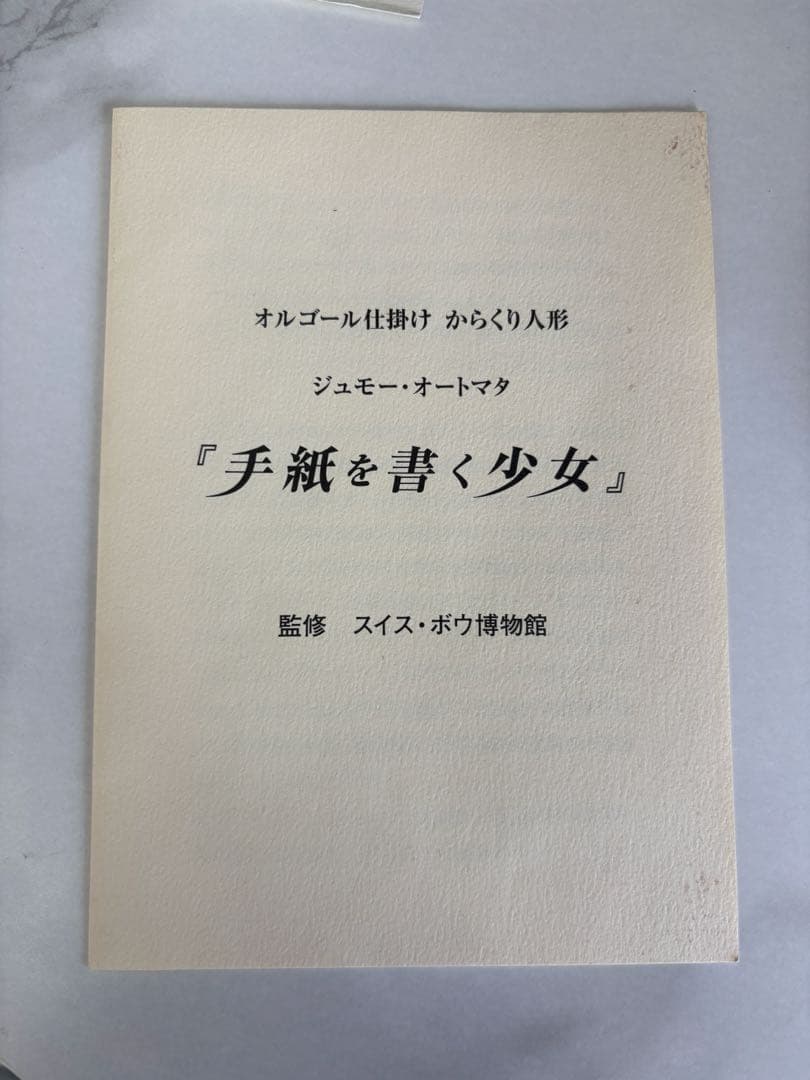 オルゴール仕掛け からくり人形
ジュモー・オートマタ
『手紙を書く少女』
監修　スイス・ボウ博物館